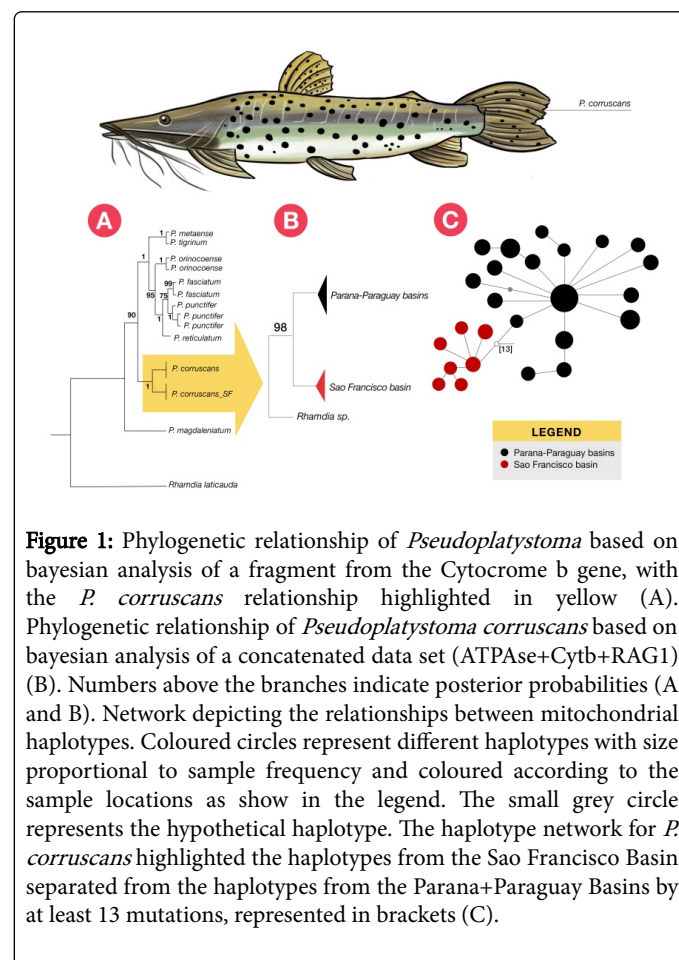 P. corruscans
A
B
C
1
P. metaense
P. tigrinum
1
1
P. orinocoense
P. orinocoense
95
99
P. fasciatum
75
P. fasciatum
P. punctifer
1
P. punctifer
1
P. punctifer
P. reticulatum
90
P. corruscans
1
P. corruscans_SF
P. magdaleniatum
Rhamdia laticauda
98
Parana-Paraguay basins
Sao Francisco basin
Rhamdia sp.
[13]
LEGEND
Parana-Paraguay basins
Sao Francisco basin
Figure 1: Phylogenetic relationship of Pseudoplatystoma based on
bayesian analysis of a fragment from the Cytocrome b gene, with
the P. corruscans relationship highlighted in yellow (A).
Phylogenetic relationship of Pseudoplatystoma corruscans based on
bayesian analysis of a concatenated data set (ATPAse+Cytb+RAG1)
(B). Numbers above the branches indicate posterior probabilities (A
and B). Network depicting the relationships between mitochondrial
haplotypes. Coloured circles represent different haplotypes with size
proportional to sample frequency and coloured according to the
sample locations as show in the legend. The small grey circle
represents the hypothetical haplotype. The haplotype network for P.
corruscans highlighted the haplotypes from the Sao Francisco Basin
separated from the haplotypes from the Parana+Paraguay Basins by
at least 13 mutations, represented in brackets (C).